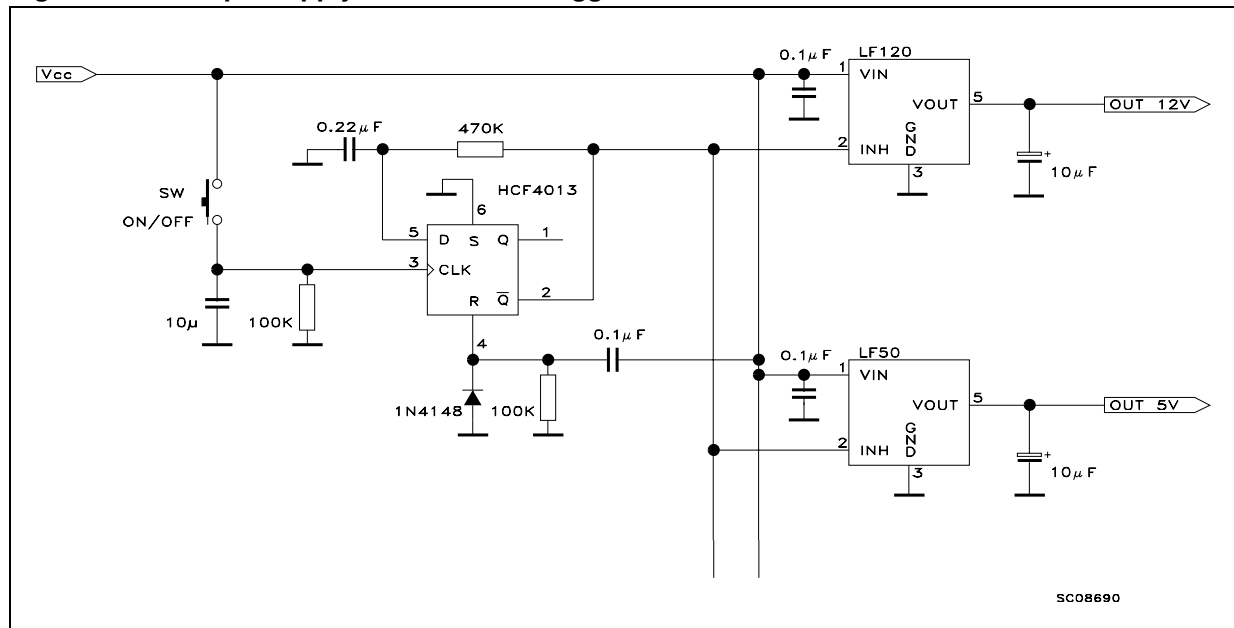 0.1μF
LF120
Vcc
1
VIN
VOUT
5
OUT 12V
0.22μF
470K
2
INH
GND
3
10μF
+
HCF4013
SW
ON/OFF
6
5
D
S
Q
1
3
CLK
R
Q
2
10μ
100K
4
0.1μF
1N4148
100K
0.1μF
LF50
1
VIN
VOUT
5
OUT 5V
2
INH
GND
3
10μF
+
SC08690